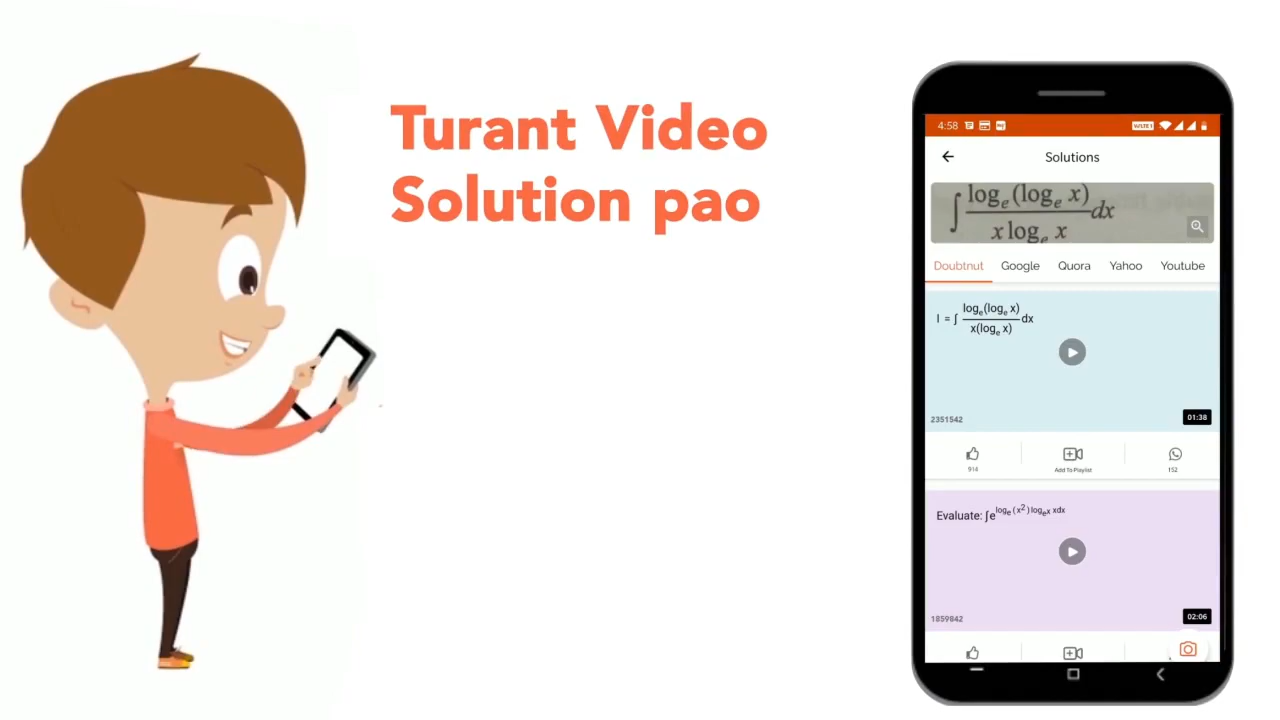 Turant Video
Solution pao
4:58
VoLTE1
Solutions
∫ logₑ(logₑ x) / x logₑ x dx
Doubtnut Google Quora Yahoo Youtube
I = ∫ logₑ(logₑ x) / x(logₑ x) dx
2351542 01:38
914 Add To Playlist 152
Evaluate: ∫e^logₑ(x²)logₑx xdx
1859842 02:06